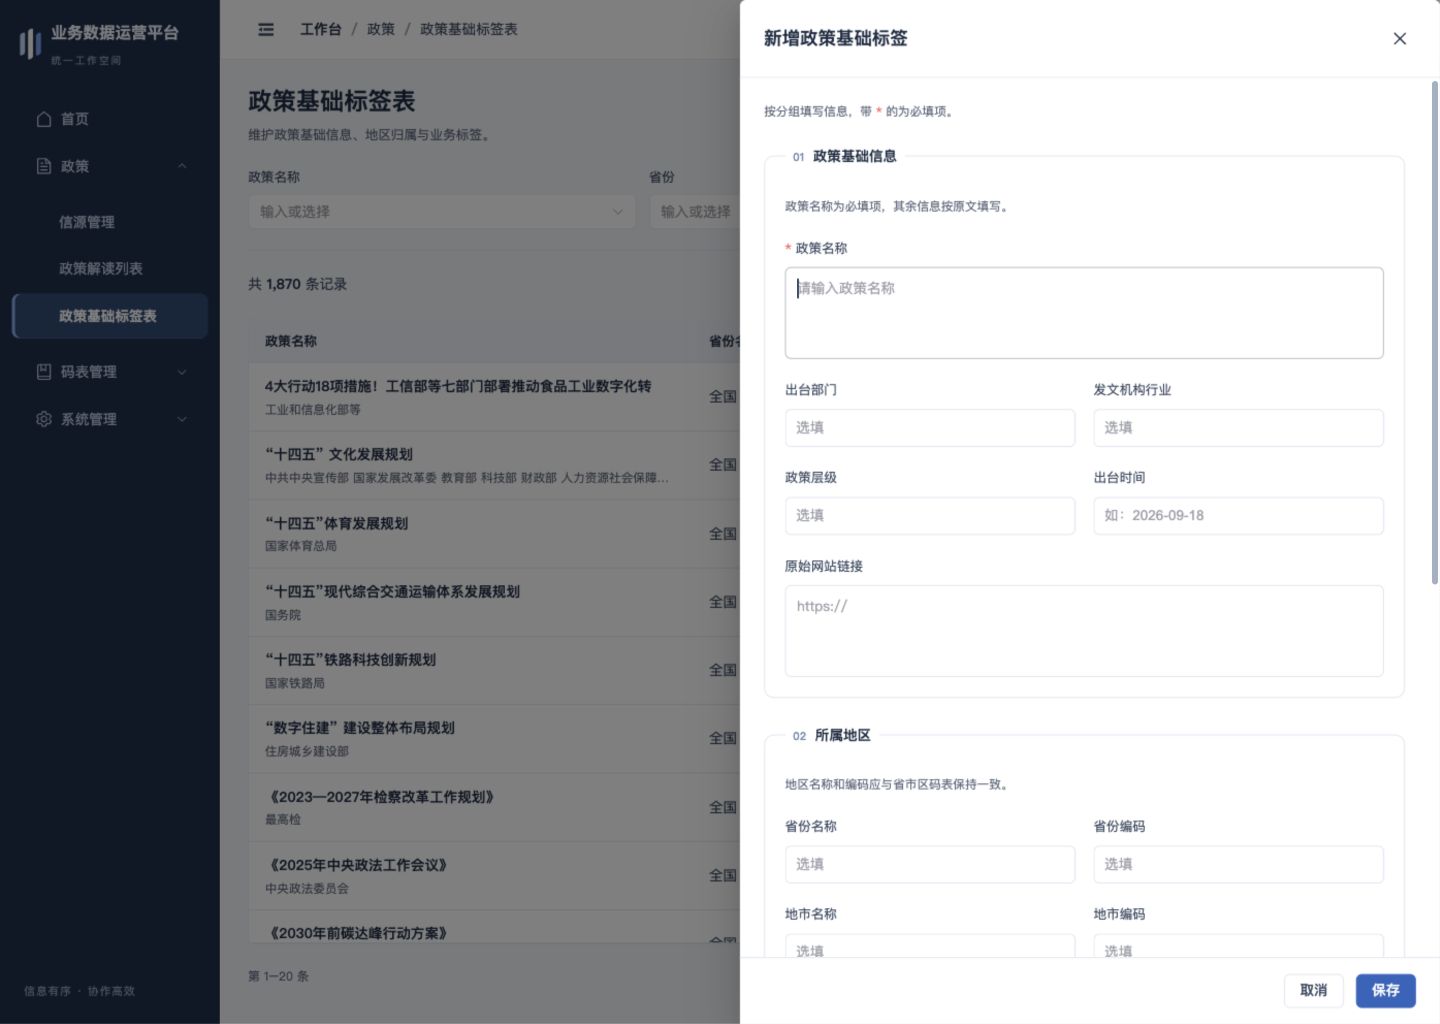 业务数据运营平台
统一工作空间
首页
政策
信源管理
政策解读列表
政策基础标签表
码表管理
系统管理
信息有序 · 协作高效
工作台 / 政策 / 政策基础标签表
政策基础标签表
维护政策基础信息、地区归属与业务标签。
政策名称
省份
输入或选择
输入或选择
共 1,870 条记录
政策名称
省份
4大行动18项措施！工信部等七部门部署推动食品工业数字化转
工业和信息化部等
全国
“十四五” 文化发展规划
中共中央宣传部 国家发展改革委 教育部 科技部 财政部 人力资源社会保障...
全国
“十四五”体育发展规划
国家体育总局
全国
“十四五”现代综合交通运输体系发展规划
国务院
全国
“十四五”铁路科技创新规划
国家铁路局
全国
“数字住建” 建设整体布局规划
住房城乡建设部
全国
《2023—2027年检察改革工作规划》
最高检
全国
《2025年中央政法工作会议》
中央政法委员会
全国
《2030年前碳达峰行动方案》
全国
第 1—20 条
新增政策基础标签
按分组填写信息，带 * 的为必填项。
01 政策基础信息
政策名称为必填项，其余信息按原文填写。
* 政策名称
请输入政策名称
出台部门
发文机构行业
选填
选填
政策层级
出台时间
选填
如：2026-09-18
原始网站链接
https://
02 所属地区
地区名称和编码应与省市区码表保持一致。
省份名称
省份编码
选填
选填
地市名称
地市编码
选填
选填
取消
保存